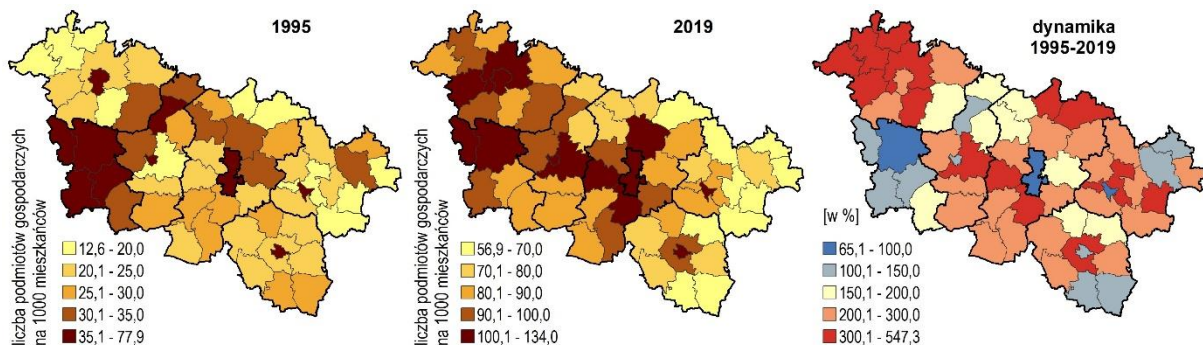 1995
liczba podmiotów gospodarczych
na 1000 mieszkańców
12,6 - 20,0
20,1 - 25,0
25,1 - 30,0
30,1 - 35,0
35,1 - 77,9
2019
liczba podmiotów gospodarczych
na 1000 mieszkańców
56,9 - 70,0
70,1 - 80,0
80,1 - 90,0
90,1 - 100,0
100,1 - 134,0
dynamika
1995-2019
[w %]
65,1 - 100,0
100,1 - 150,0
150,1 - 200,0
200,1 - 300,0
300,1 - 547,3